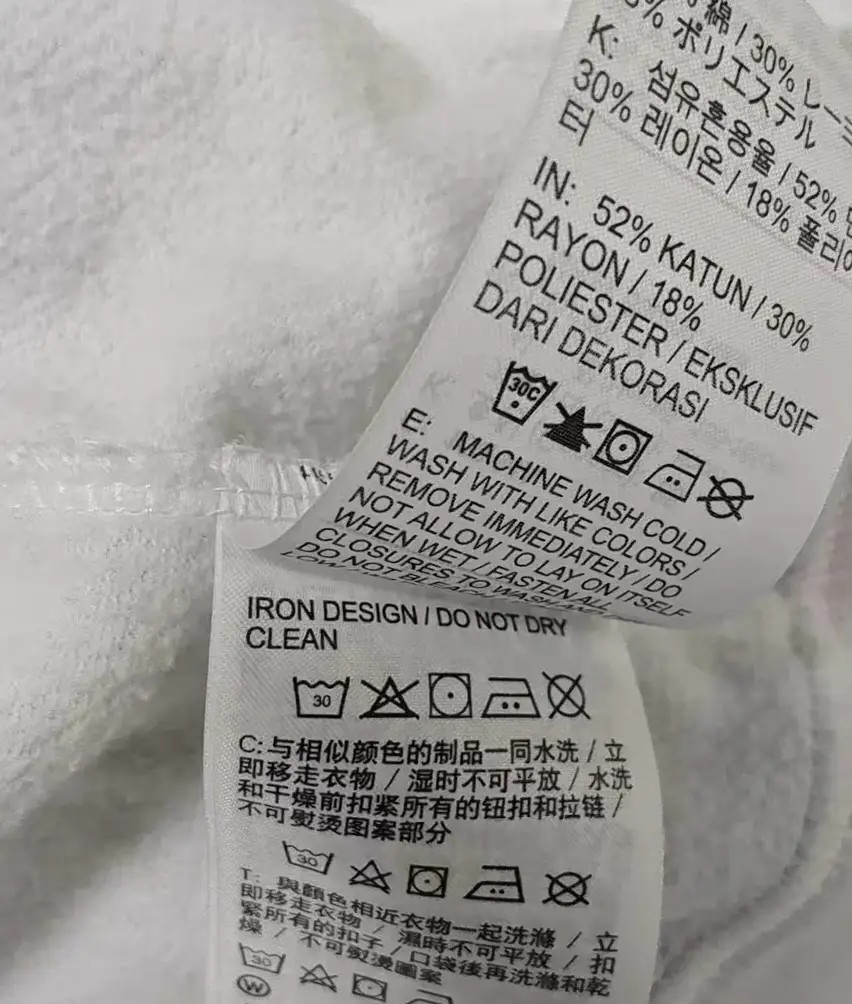 綿 / 30% レー
% ポリエステル
K: 섬유혼용율 / 52%
30% 레이온 / 18% 폴리
터
IN: 52% KATUN / 30%
RAYON / 18%
POLIESTER / EKSKLUSIF
DARI DEKORASI
30C
E: MACHINE WASH COLD /
WASH WITH LIKE COLORS /
REMOVE IMMEDIATELY / DO
NOT ALLOW TO LAY ON ITSELF
WHEN WET / FASTEN ALL
CLOSURES TO
DO NOT BLEACH
IRON DESIGN / DO NOT DRY
CLEAN
30
C: 与相似颜色的制品一同水洗 / 立
即移走衣物 / 湿时不可平放 / 水洗
和干燥前扣紧所有的钮扣和拉链 /
不可熨烫图案部分
30
T: 與顏色相近衣物一起洗滌 / 立
即移走衣物 / 濕時不可平放 / 扣
緊所有的扣子 / 口袋後再洗滌和乾
燥 / 不可熨燙圖案
30
W